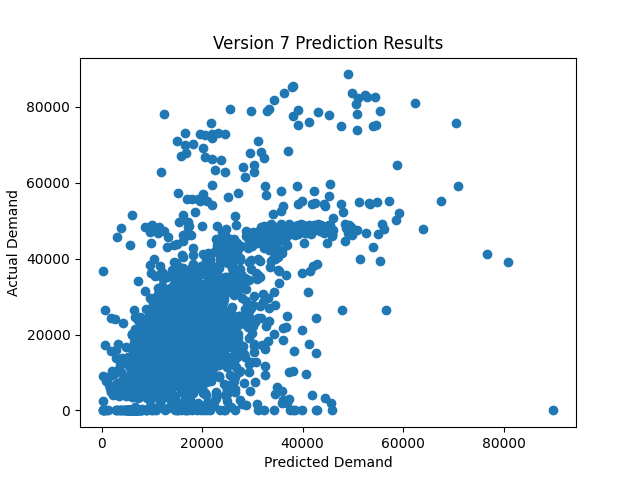 Version 7 Prediction Results
Actual Demand
80000
60000
40000
20000
0
0 20000 40000 60000 80000
Predicted Demand